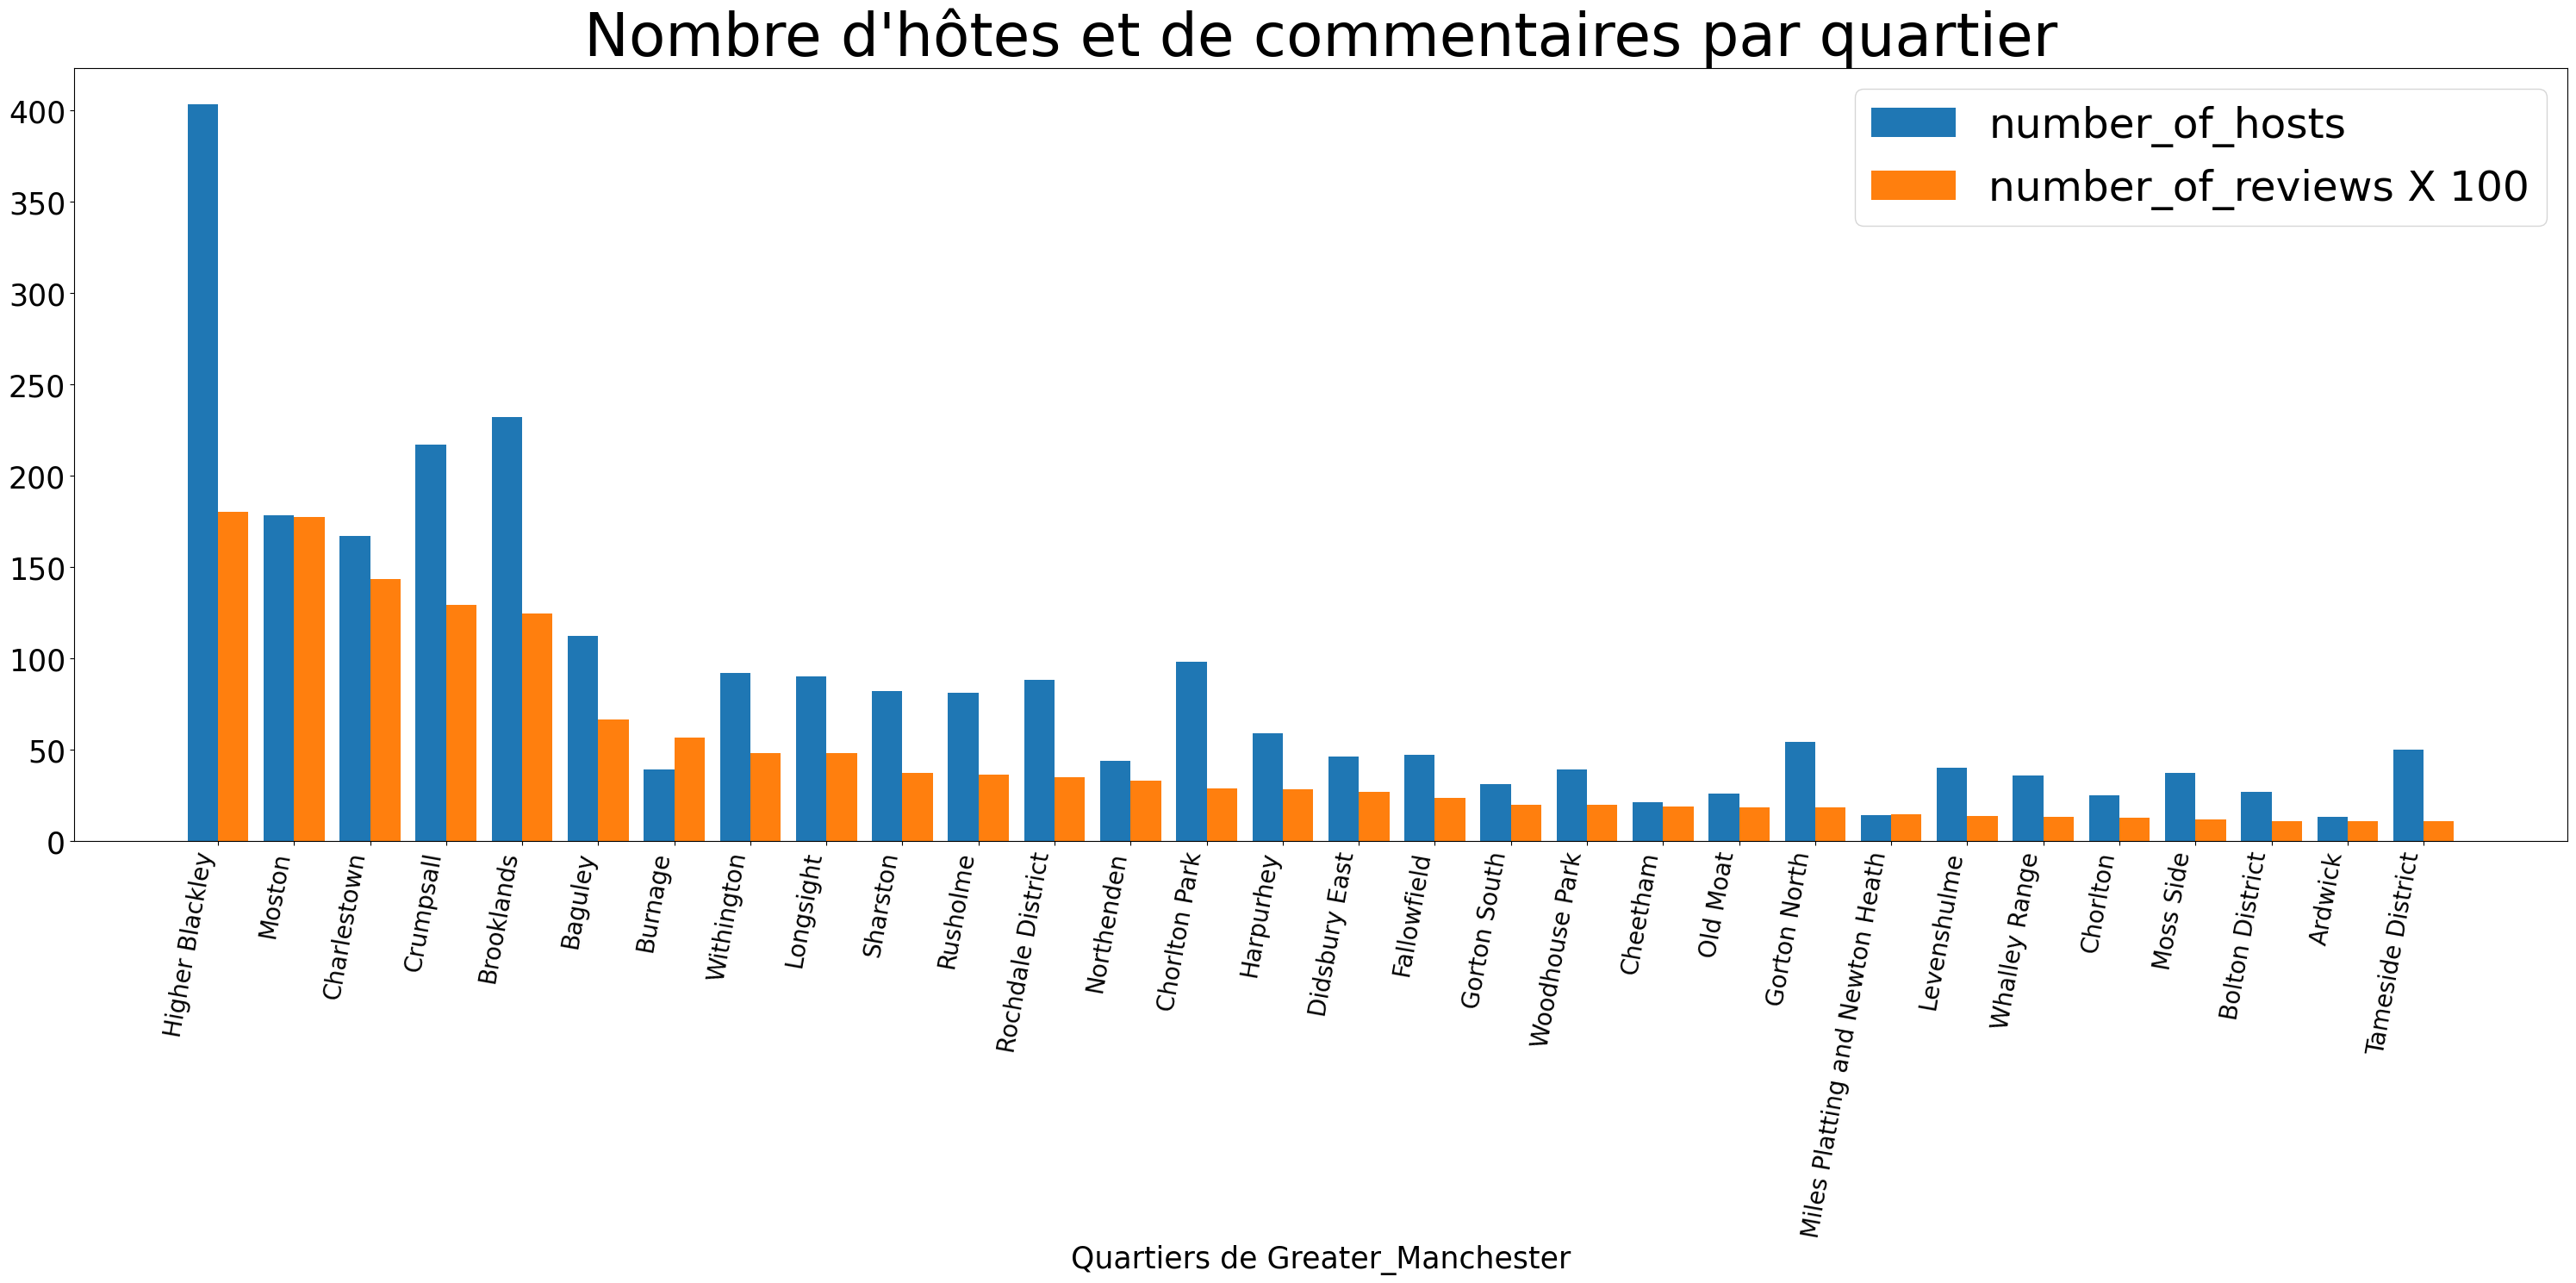 Nombre d'hôtes et de commentaires par quartier
number_of_hosts
number_of_reviews X 100
400
350
300
250
200
150
100
50
0
Higher Blackley
Moston
Charlestown
Crumpsall
Brooklands
Baguley
Burnage
Withington
Longsight
Sharston
Rusholme
Rochdale District
Northenden
Chorlton Park
Harpurhey
Didsbury East
Fallowfield
Gorton South
Woodhouse Park
Cheetham
Old Moat
Gorton North
Miles Platting and Newton Heath
Levenshulme
Whalley Range
Chorlton
Moss Side
Bolton District
Ardwick
Tameside District
Quartiers de Greater_Manchester